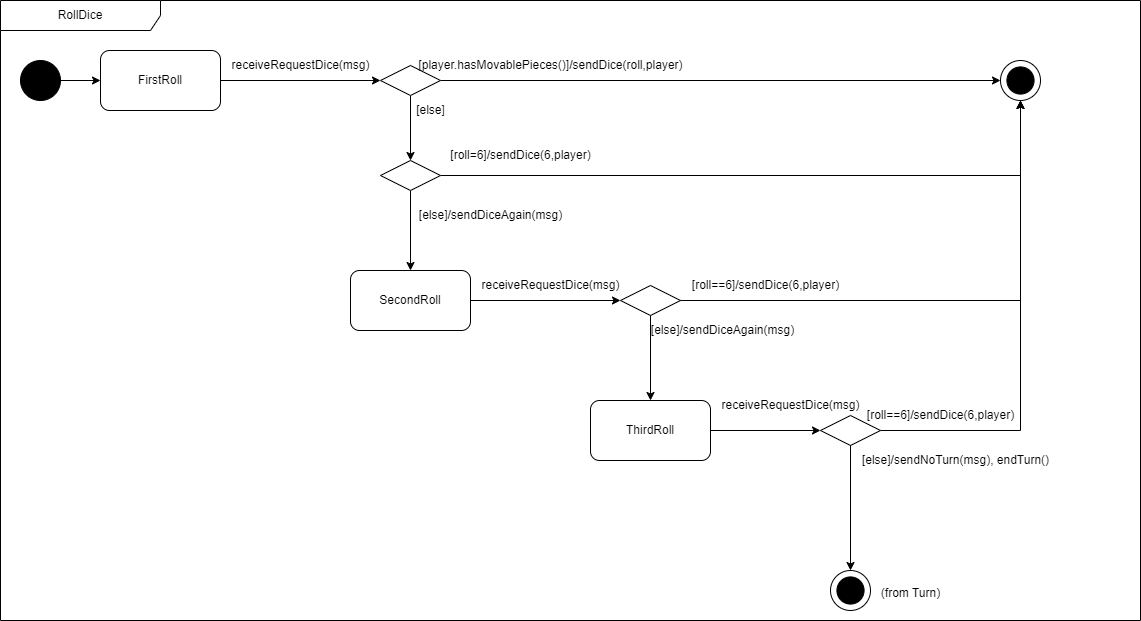 RollDice
FirstRoll
receiveRequestDice(msg)
[player.hasMovablePieces()]/sendDice(roll,player)
[else]
[roll=6]/sendDice(6,player)
[else]/sendDiceAgain(msg)
SecondRoll
receiveRequestDice(msg)
[roll==6]/sendDice(6,player)
[else]/sendDiceAgain(msg)
ThirdRoll
receiveRequestDice(msg)
[roll==6]/sendDice(6,player)
[else]/sendNoTurn(msg), endTurn()
(from Turn)